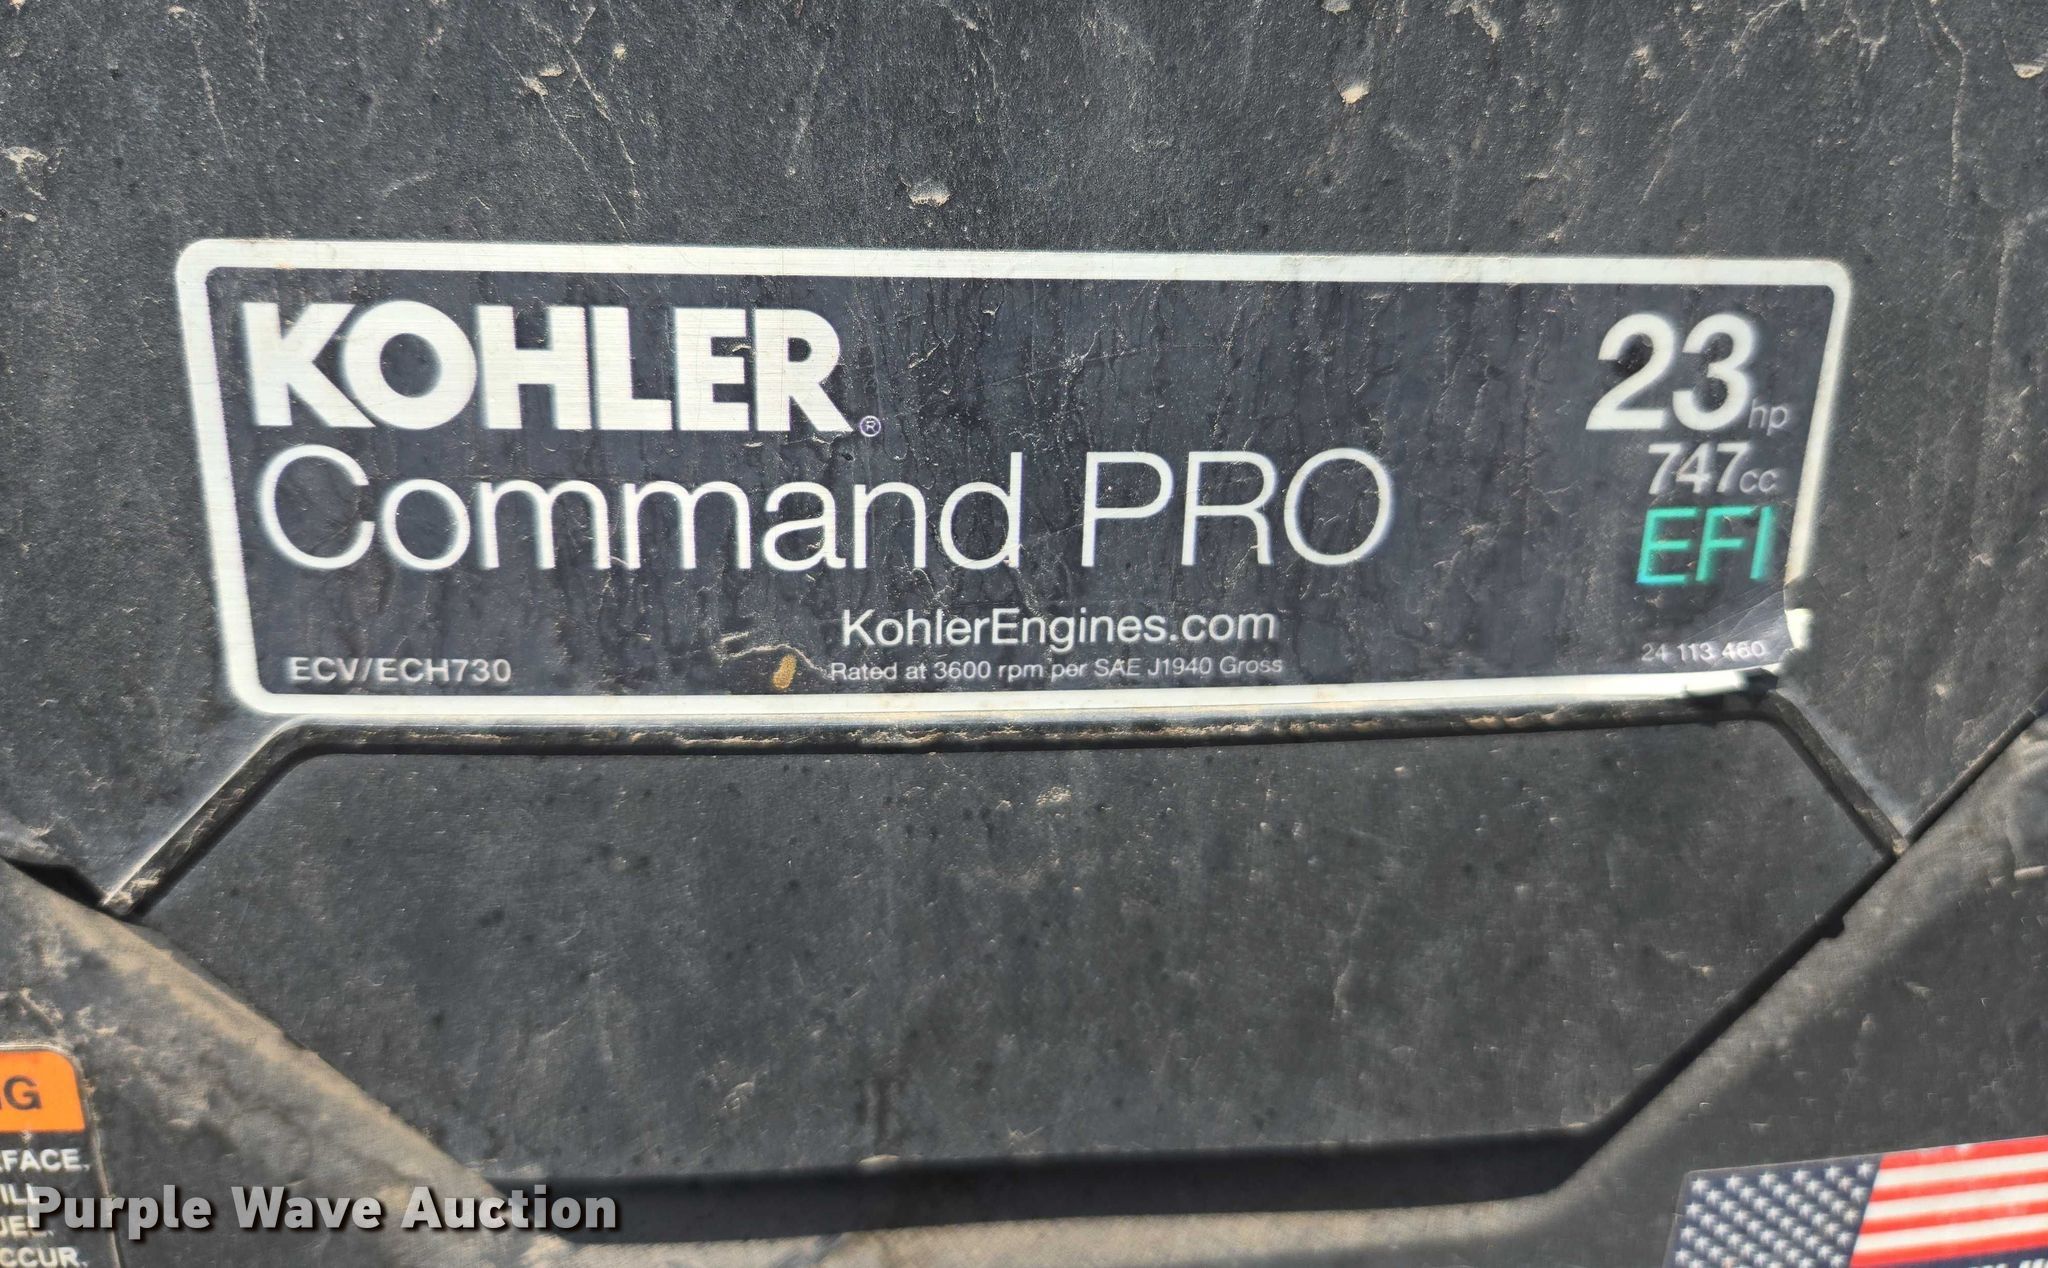 KOHLER®
Command PRO
23hp
747cc
EFI
KohlerEngines.com
ECV/ECH730
Rated at 3600 rpm per SAE J1940 Gross
24 113 460
FACE.
CCUR.
Purple Wave Auction